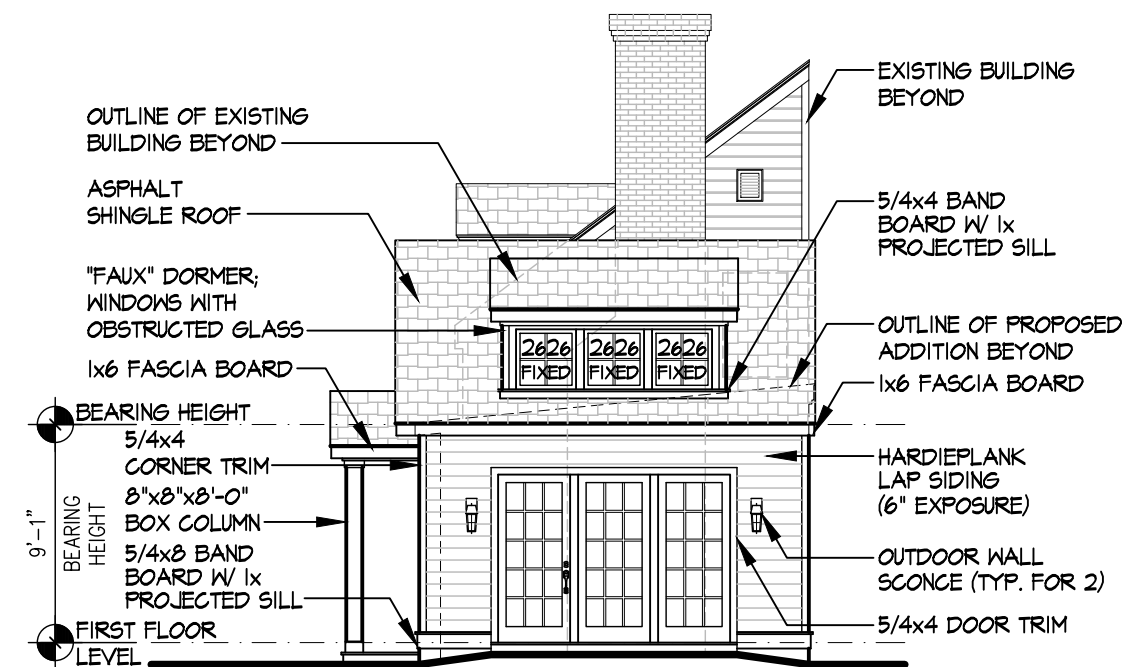 OUTLINE OF EXISTING
BUILDING BEYOND
ASPHALT
SHINGLE ROOF
"FAUX" DORMER;
WINDOWS WITH
OBSTRUCTED GLASS
1x6 FASCIA BOARD
BEARING HEIGHT
5/4x4
CORNER TRIM
8"x8"x8'-0"
BOX COLUMN
5/4x8 BAND
BOARD W/ 1x
PROJECTED SILL
FIRST FLOOR
LEVEL
9'-1"
BEARING
HEIGHT
2626
FIXED
2626
FIXED
2626
FIXED
EXISTING BUILDING
BEYOND
5/4x4 BAND
BOARD W/ 1x
PROJECTED SILL
OUTLINE OF PROPOSED
ADDITION BEYOND
1x6 FASCIA BOARD
HARDIEPLANK
LAP SIDING
(6" EXPOSURE)
OUTDOOR WALL
SCONCE (TYP. FOR 2)
5/4x4 DOOR TRIM